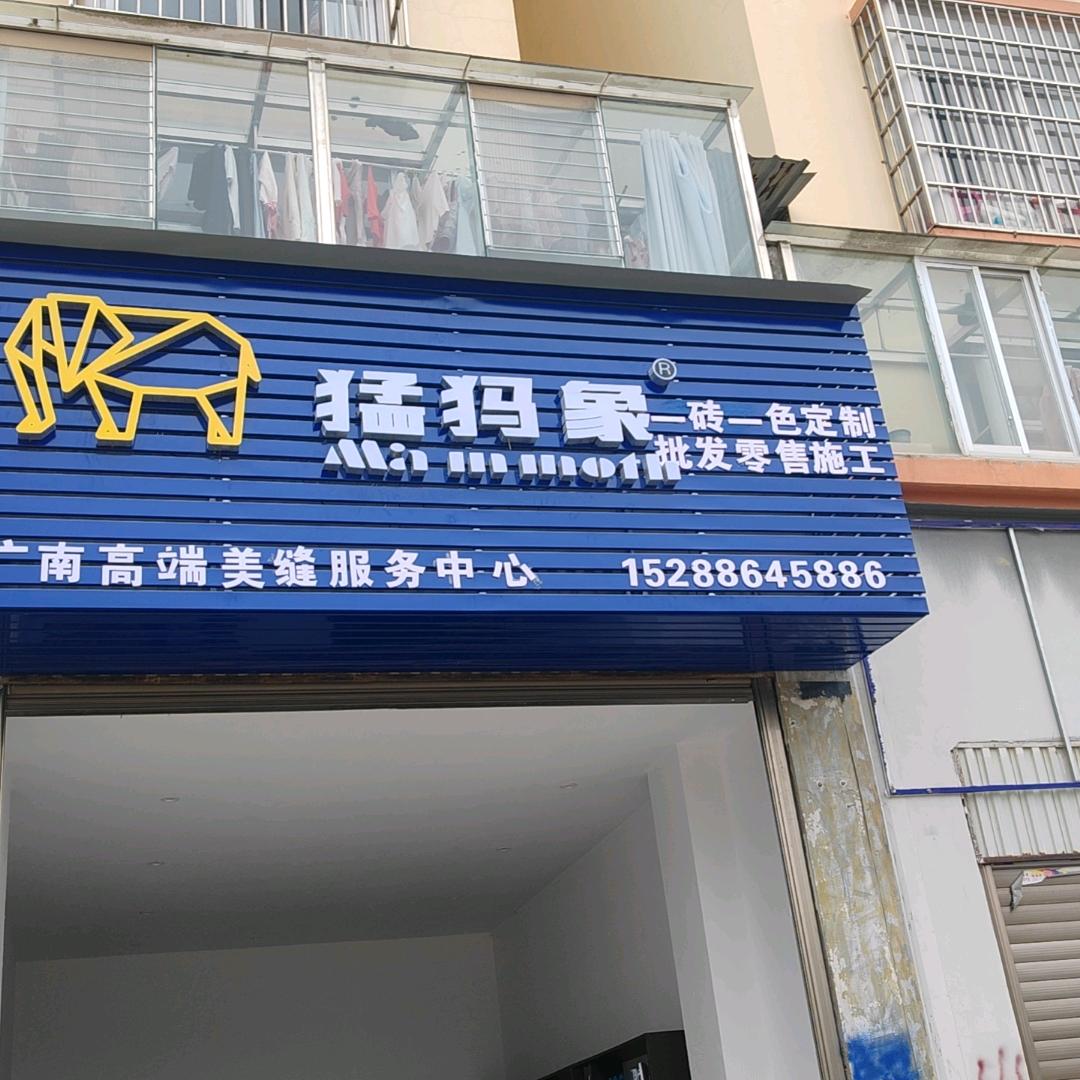 猛犸象®
Mammoth
一砖一色定制
批发零售施工
广南高端美缝服务中心
15288645886